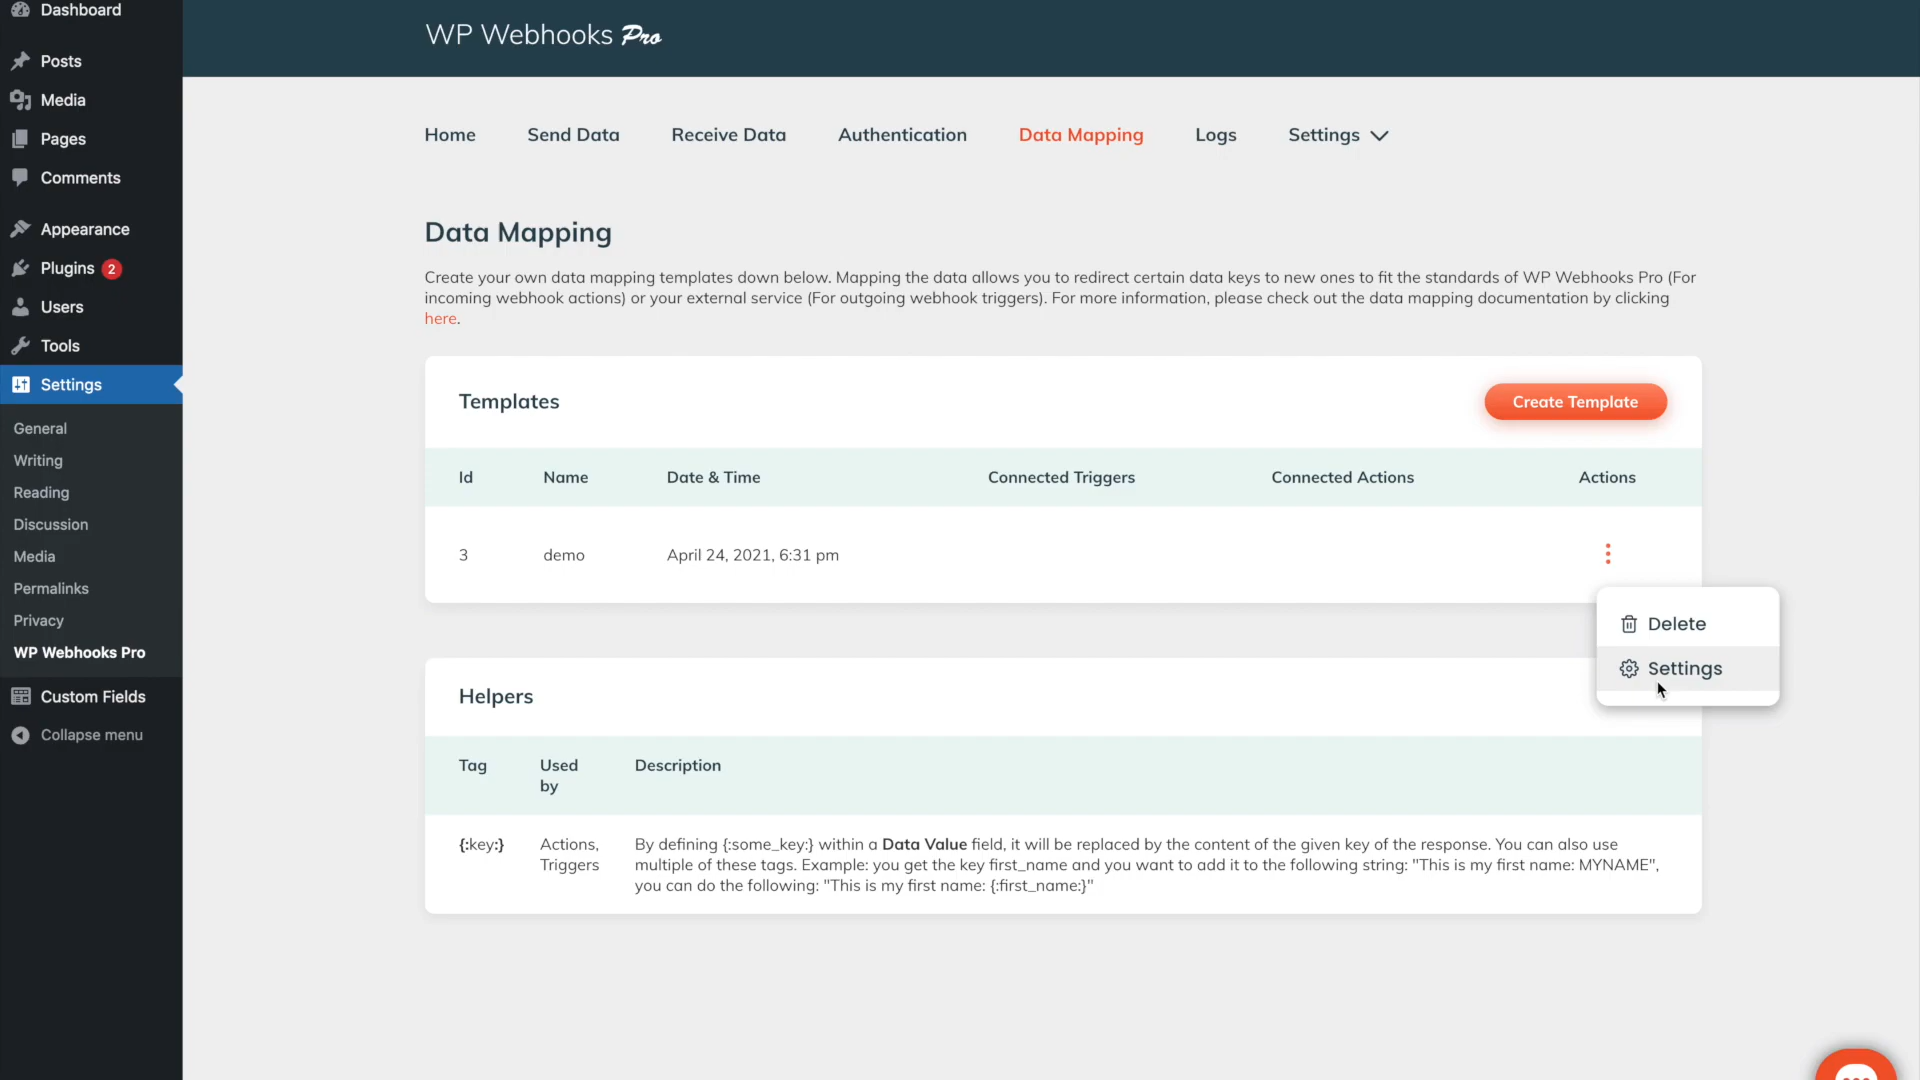 Dashboard
Posts
Media
Pages
Comments
Appearance
Plugins 2
Users
Tools
Settings
General
Writing
Reading
Discussion
Media
Permalinks
Privacy
WP Webhooks Pro
Custom Fields
Collapse menu
WP Webhooks Pro
Home Send Data Receive Data Authentication Data Mapping Logs Settings
Data Mapping
Create your own data mapping templates down below. Mapping the data allows you to redirect certain data keys to new ones to fit the standards of WP Webhooks Pro (For
incoming webhook actions) or your external service (For outgoing webhook triggers). For more information, please check out the data mapping documentation by clicking
here.
Templates
Create Template
Id Name Date & Time Connected Triggers Connected Actions Actions
3 demo April 24, 2021, 6:31 pm
Delete
Settings
Helpers
Tag Used by Description
{:key:} Actions, Triggers
By defining {:some_key:} within a Data Value field, it will be replaced by the content of the given key of the response. You can also use
multiple of these tags. Example: you get the key first_name and you want to add it to the following string: "This is my first name: MYNAME",
you can do the following: "This is my first name: {:first_name:}"